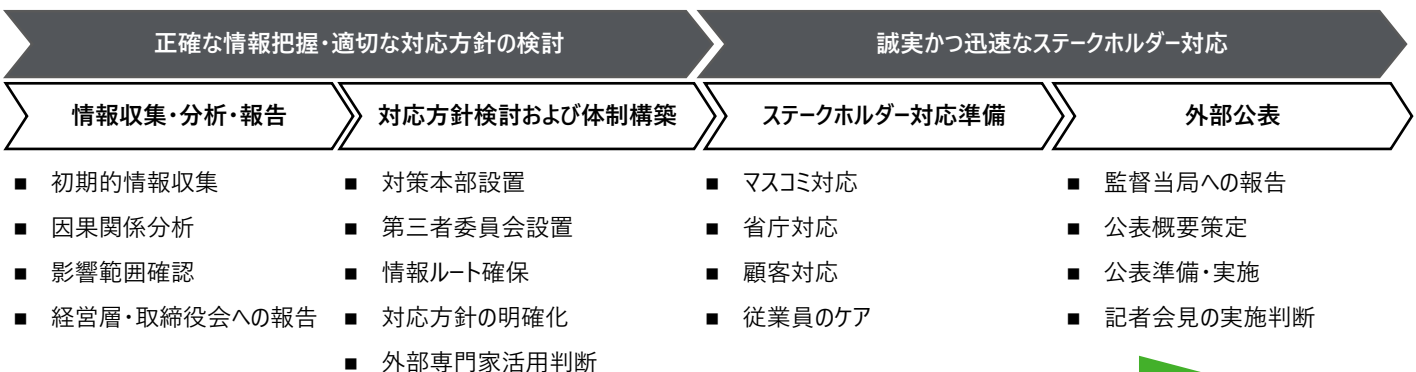 正確な情報把握・適切な対応方針の検討
誠実かつ迅速なステークホルダー対応
情報収集・分析・報告
対応方針検討および体制構築
ステークホルダー対応準備
外部公表
■ 初期的情報収集
■ 因果関係分析
■ 影響範囲確認
■ 経営層・取締役会への報告
■ 対策本部設置
■ 第三者委員会設置
■ 情報ルート確保
■ 対応方針の明確化
■ 外部専門家活用判断
■ マスコミ対応
■ 省庁対応
■ 顧客対応
■ 従業員のケア
■ 監督当局への報告
■ 公表概要策定
■ 公表準備・実施
■ 記者会見の実施判断